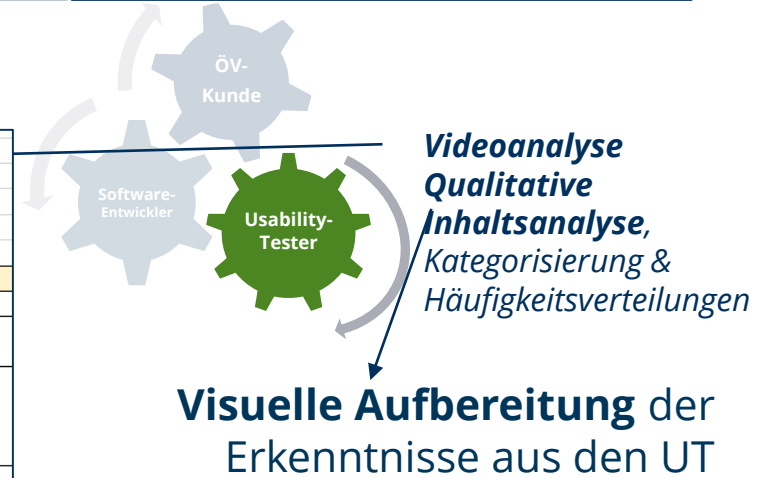 ÖV-
Kunde
Software-
Entwickler
Usability-
Tester
Videoanalyse
Qualitative
Inhaltsanalyse,
Kategorisierung &
Häufigkeitsverteilungen
Visuelle Aufbereitung der
Erkenntnisse aus den UT